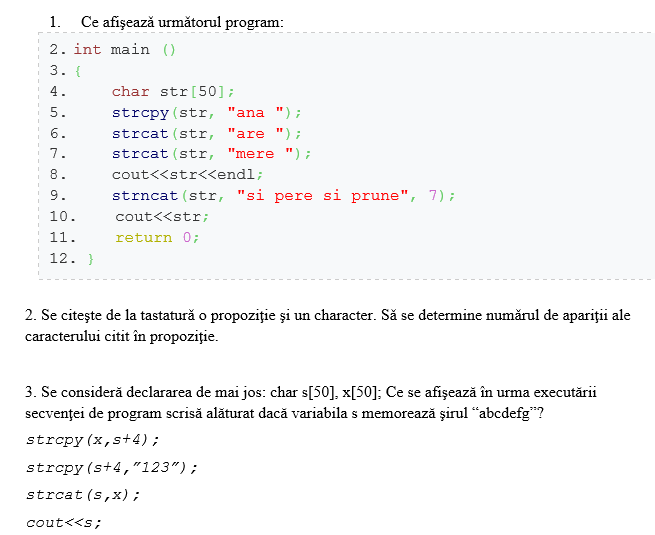 1. Ce afişează următorul program:
2. int main ()
3. {
4. char str[50];
5. strcpy(str, "ana ");
6. strcat(str, "are ");
7. strcat(str, "mere ");
8. cout<<str<<endl;
9. strncat(str, "si pere si prune", 7);
10. cout<<str;
11. return 0;
12. }
2. Se citeşte de la tastatură o propoziţie şi un character. Să se determine numărul de apariţii ale
caracterului citit în propoziţie.
3. Se consideră declararea de mai jos: char s[50], x[50]; Ce se afişează în urma executării
secvenţei de program scrisă alăturat dacă variabila s memorează şirul “abcdefg”?
strcpy(x,s+4);
strcpy(s+4,”123”);
strcat(s,x);
cout<<s;